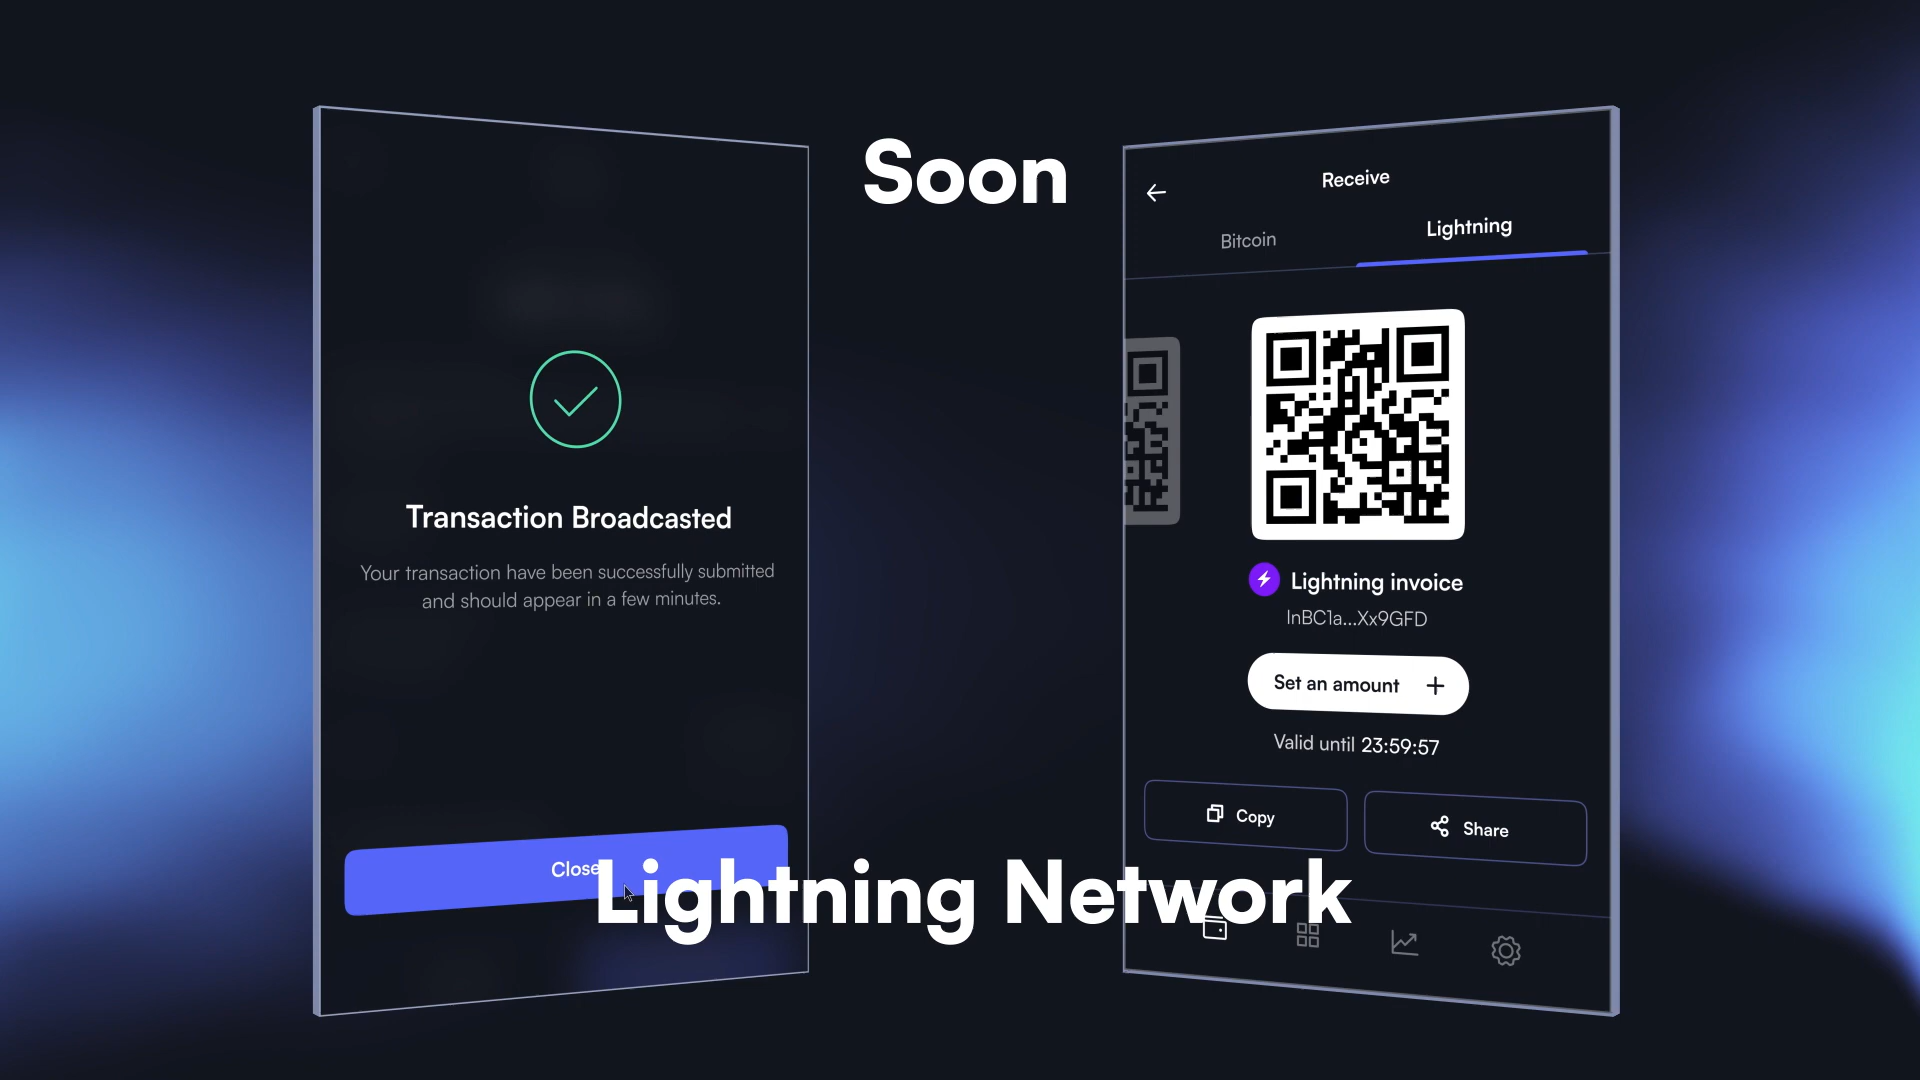 Soon
Transaction Broadcasted
Your transaction have been successfully submitted
and should appear in a few minutes.
Close
Receive
Bitcoin
Lightning
Lightning invoice
lnBC1a...Xx9GFD
Set an amount +
Valid until 23:59:57
Copy
Share
Lightning Network